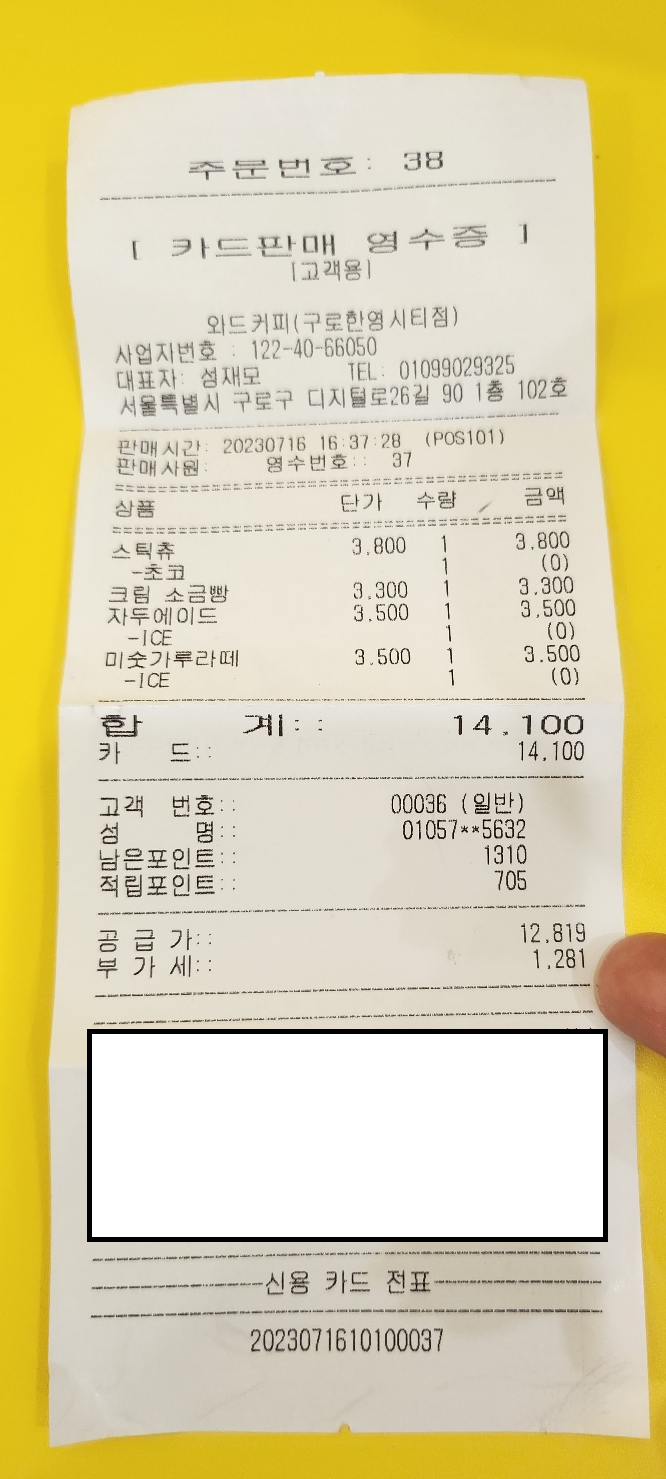 주문번호: 38
[ 카드판매 영수증 ]
[고객용]
와드커피(구로한영시티점)
사업자번호 : 122-40-66050
대표자: 섬재모 TEL: 01099029325
서울특별시 구로구 디지털로26길 90 1층 102호
판매시간: 20230716 16:37:28 (POS101)
판매사원: 영수번호:: 37
상품 단가 수량 금액
스틱츄 3,800 1 3,800
-초코 1 (0)
크림 소금빵 3,300 1 3,300
자두에이드 3,500 1 3,500
-ICE 1 (0)
미숫가루라떼 3,500 1 3,500
-ICE 1 (0)
합 계:: 14,100
카 드:: 14,100
고객 번호:: 00036 (일반)
성 명:: 01057**5632
남은포인트:: 1310
적립포인트:: 705
공 급 가:: 12,819
부 가 세:: 1,281
신용 카드 전표
2023071610100037